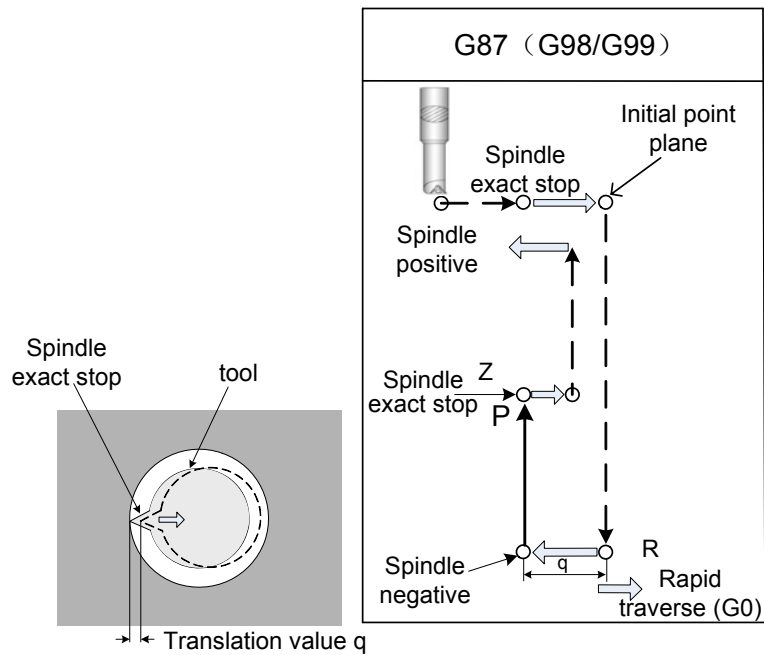 G87（G98/G99）
Initial point
plane
Spindle
exact stop
Spindle
positive
Spindle
exact stop
Z
P
Spindle
negative
q
R
Rapid
traverse (G0)
Spindle
exact stop
tool
Translation value q